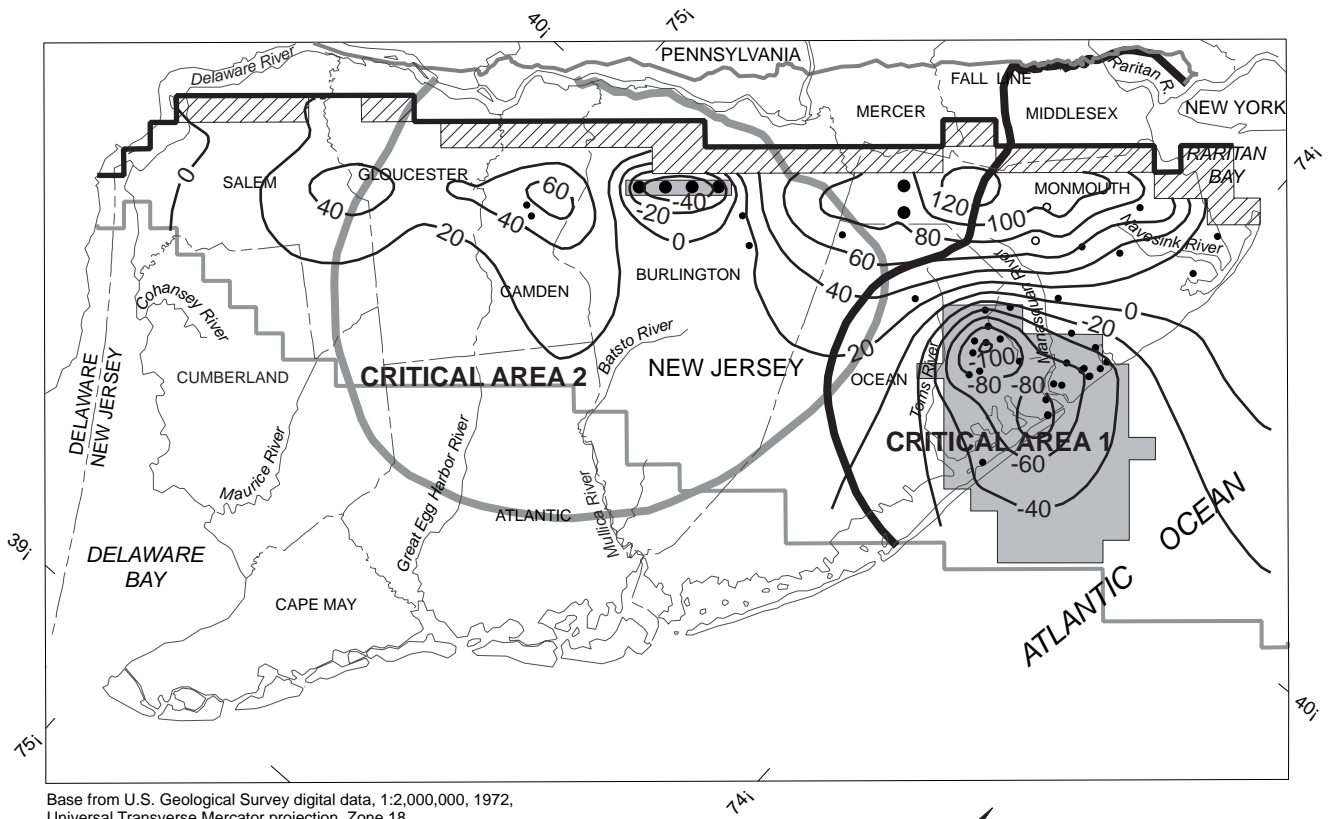 40¡
75¡
PENNSYLVANIA
Delaware River
FALL LINE
Raritan R.
MERCER
MIDDLESEX
NEW YORK
74¡
RARITAN
BAY
0
SALEM
GLOUCESTER
60
40
40
20
-40
-20
0
MONMOUTH
120
100
80
60
40
20
Navesink River
BURLINGTON
CAMDEN
Cohansey River
Manasquan River
0
-20
Batsto River
NEW JERSEY
CUMBERLAND
CRITICAL AREA 2
OCEAN
Toms River
-100
-80
-80
DELAWARE
NEW JERSEY
CRITICAL AREA 1
-60
-40
Maurice River
Great Egg Harbor River
Mullica River
ATLANTIC
ATLANTIC OCEAN
39¡
DELAWARE
BAY
CAPE MAY
75¡
74¡
40¡
Base from U.S. Geological Survey digital data, 1:2,000,000, 1972,
Universal Transverse Mercator projection, Zone 18